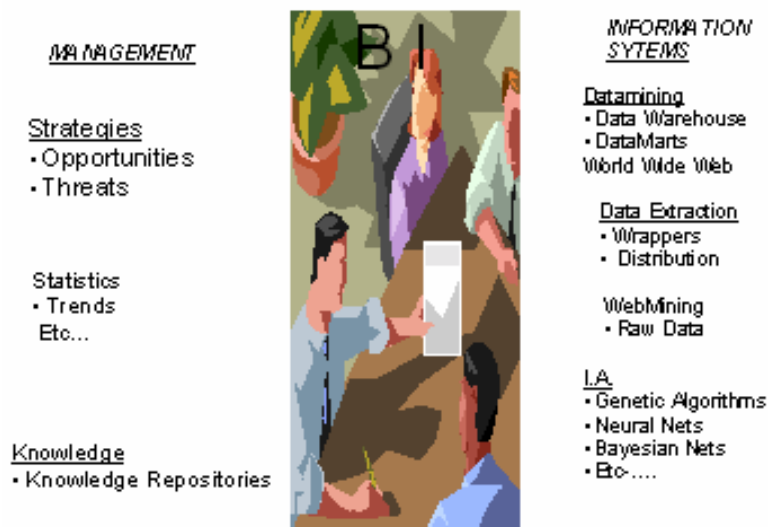 MANAGEMENT
Strategies
• Opportunities
• Threats
Statistics
• Trends
Etc...
Knowledge
• Knowledge Repositories
B I
INFORMATION
SYTEMS
Datamining
• Data Warehouse
• DataMarts
World Wide Web
Data Extraction
• Wrappers
• Distribution
WebMining
• Raw Data
I.A.
• Genetic Algorithms
• Neural Nets
• Bayesian Nets
• Etc-....